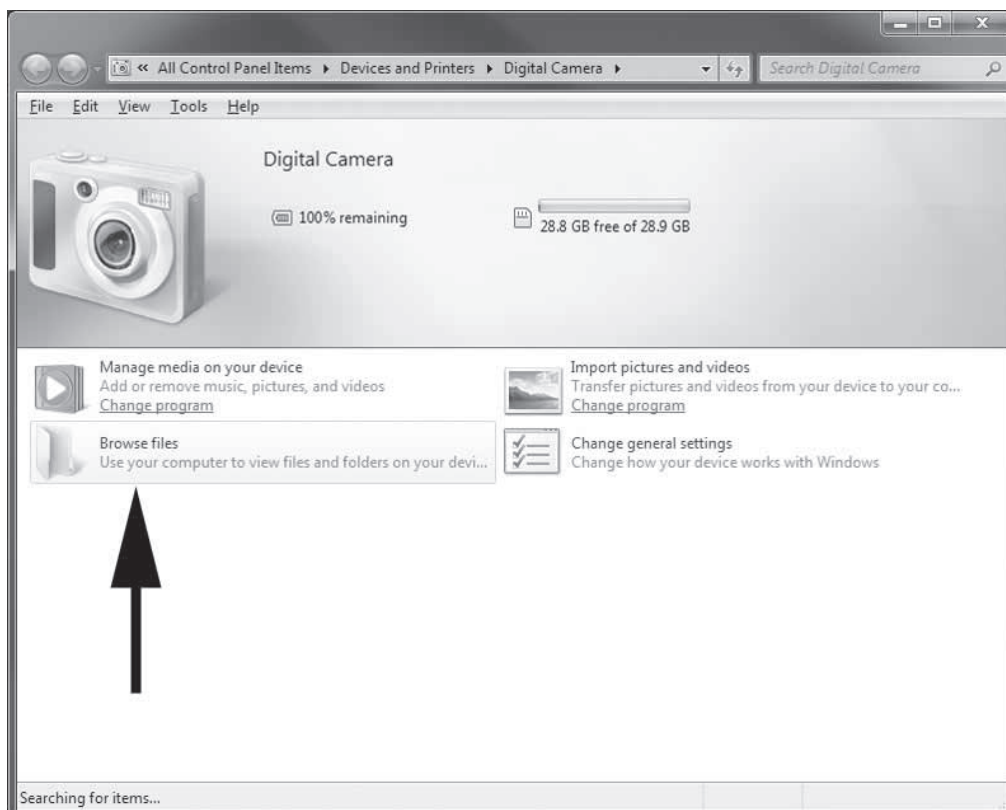 « All Control Panel Items ▸ Devices and Printers ▸ Digital Camera ▸
Search Digital Camera
File Edit View Tools Help
Digital Camera
100% remaining
28.8 GB free of 28.9 GB
Manage media on your device
Add or remove music, pictures, and videos
Change program
Import pictures and videos
Transfer pictures and videos from your device to your co...
Change program
Browse files
Use your computer to view files and folders on your devi...
Change general settings
Change how your device works with Windows
Searching for items...